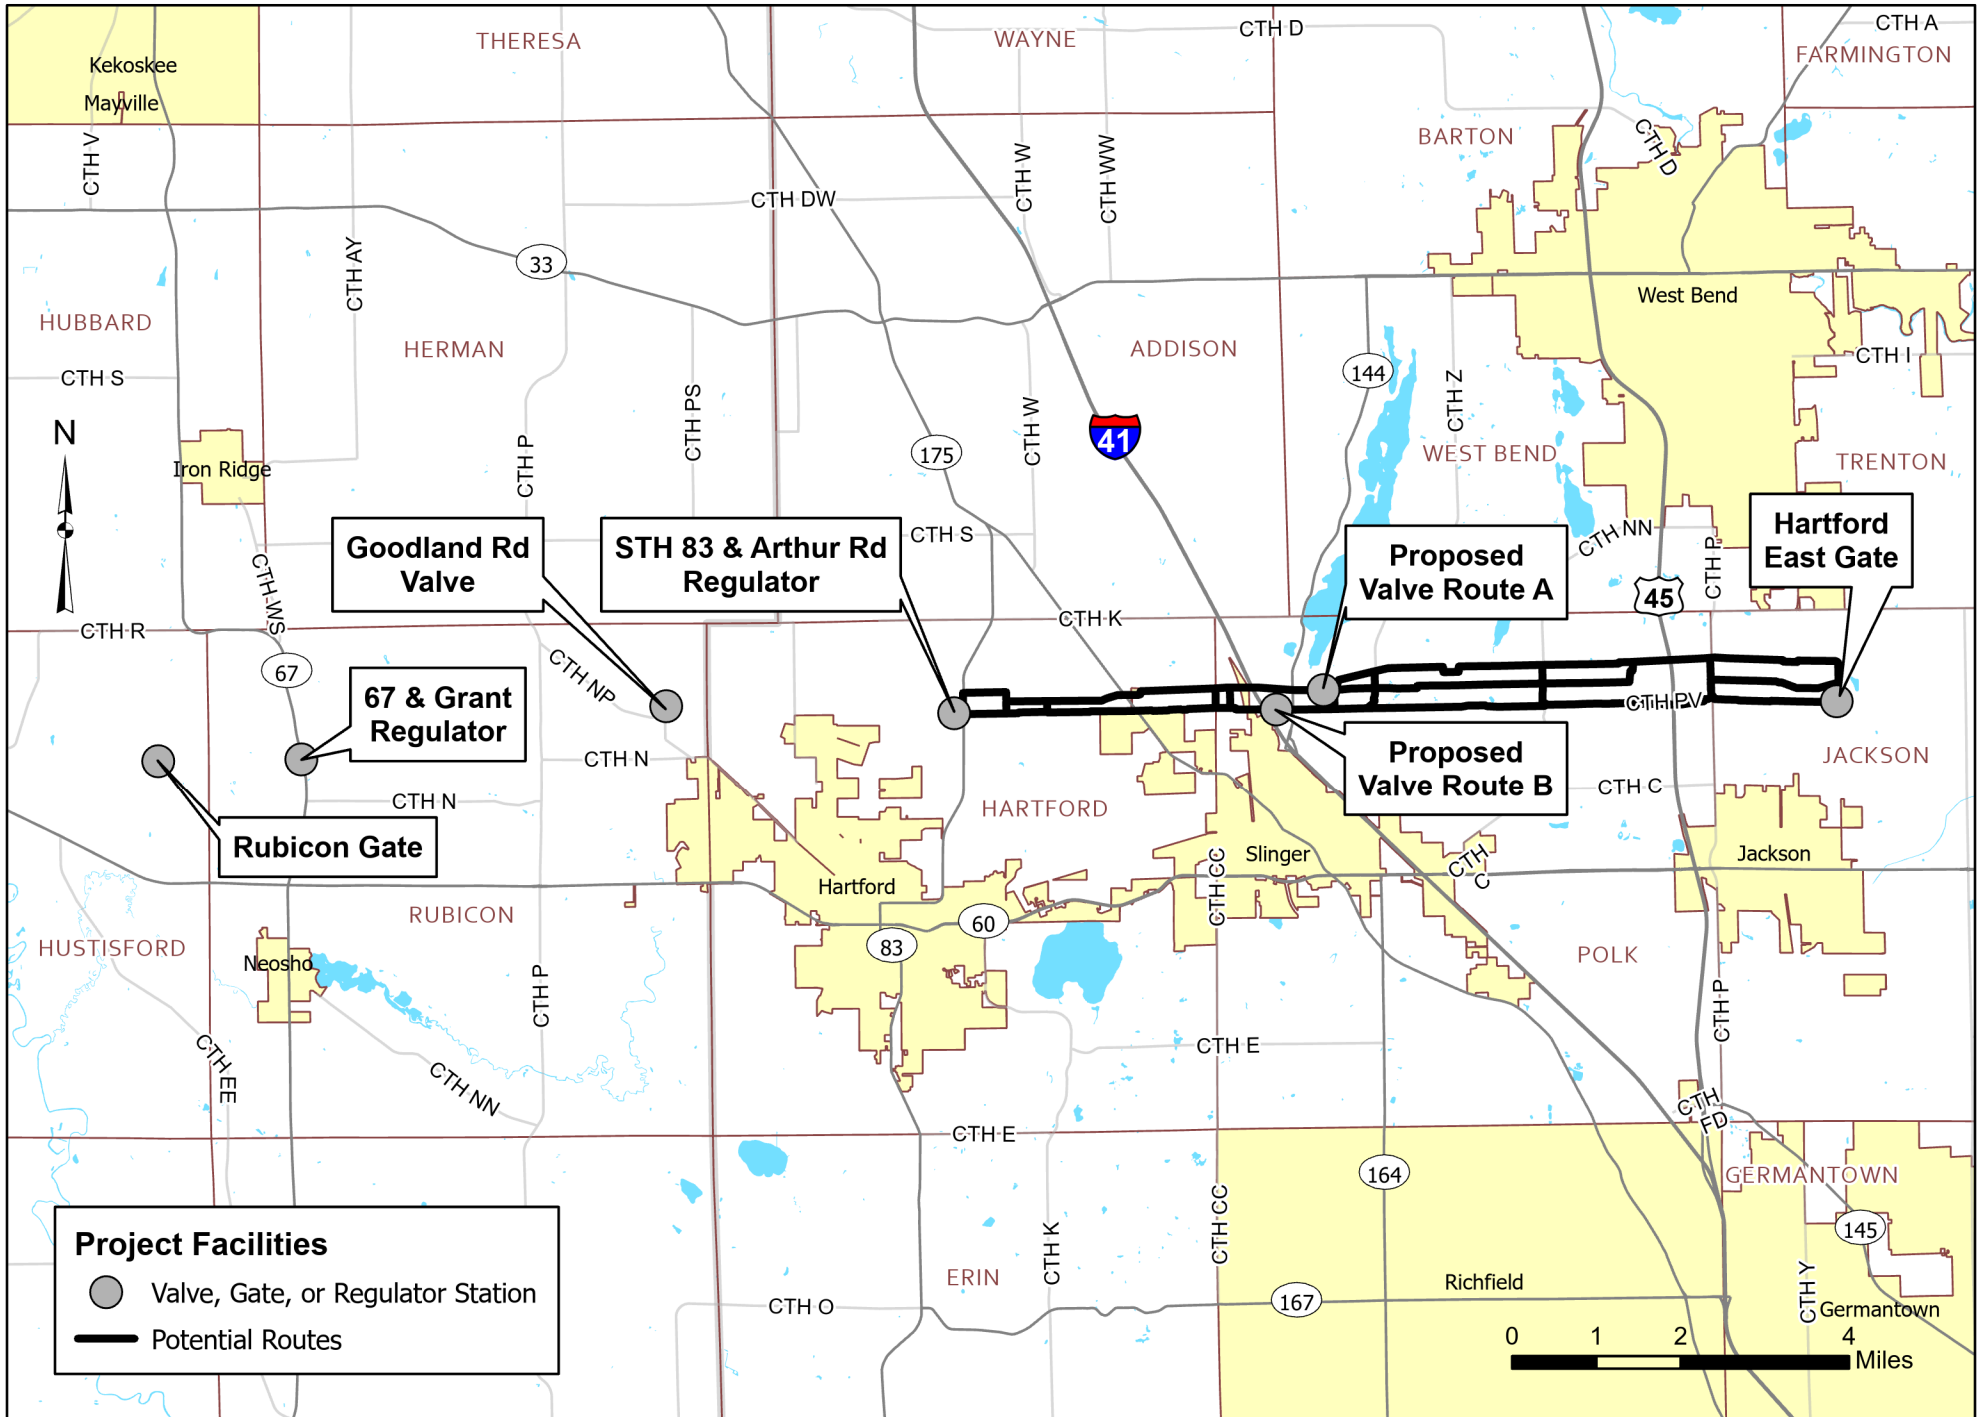 THERESA
WAYNE
CTH D
CTH A
FARMINGTON
Kekoskee
Mayville
BARTON
CTH D
CTH V
CTH W
CTH WW
CTH DW
CTH AY
33
West Bend
HUBBARD
HERMAN
ADDISON
CTH I
CTH S
144
CTH Z
CTH PS
CTH W
N
41
CTH P
175
WEST BEND
TRENTON
Iron Ridge
CTH S
CTH NN
CTH P
Goodland Rd
Valve
STH 83 & Arthur Rd
Regulator
Proposed
Valve Route A
Hartford
East Gate
CTH WS
45
CTH R
CTH K
67
CTH NP
67 & Grant
Regulator
CTH PV
Proposed
Valve Route B
JACKSON
CTH N
CTH C
CTH N
HARTFORD
Rubicon Gate
Slinger
CTH
C
Jackson
Hartford
CTH CC
RUBICON
60
HUSTISFORD
83
POLK
Neosho
CTH P
CTH P
CTH EE
CTH E
CTH NN
CTH
FD
CTH E
164
GERMANTOWN
CTH CC
CTH K
145
Project Facilities
Valve, Gate, or Regulator Station
Potential Routes
ERIN
Richfield
CTH Y
CTH O
167
Germantown
0 1 2 4
Miles